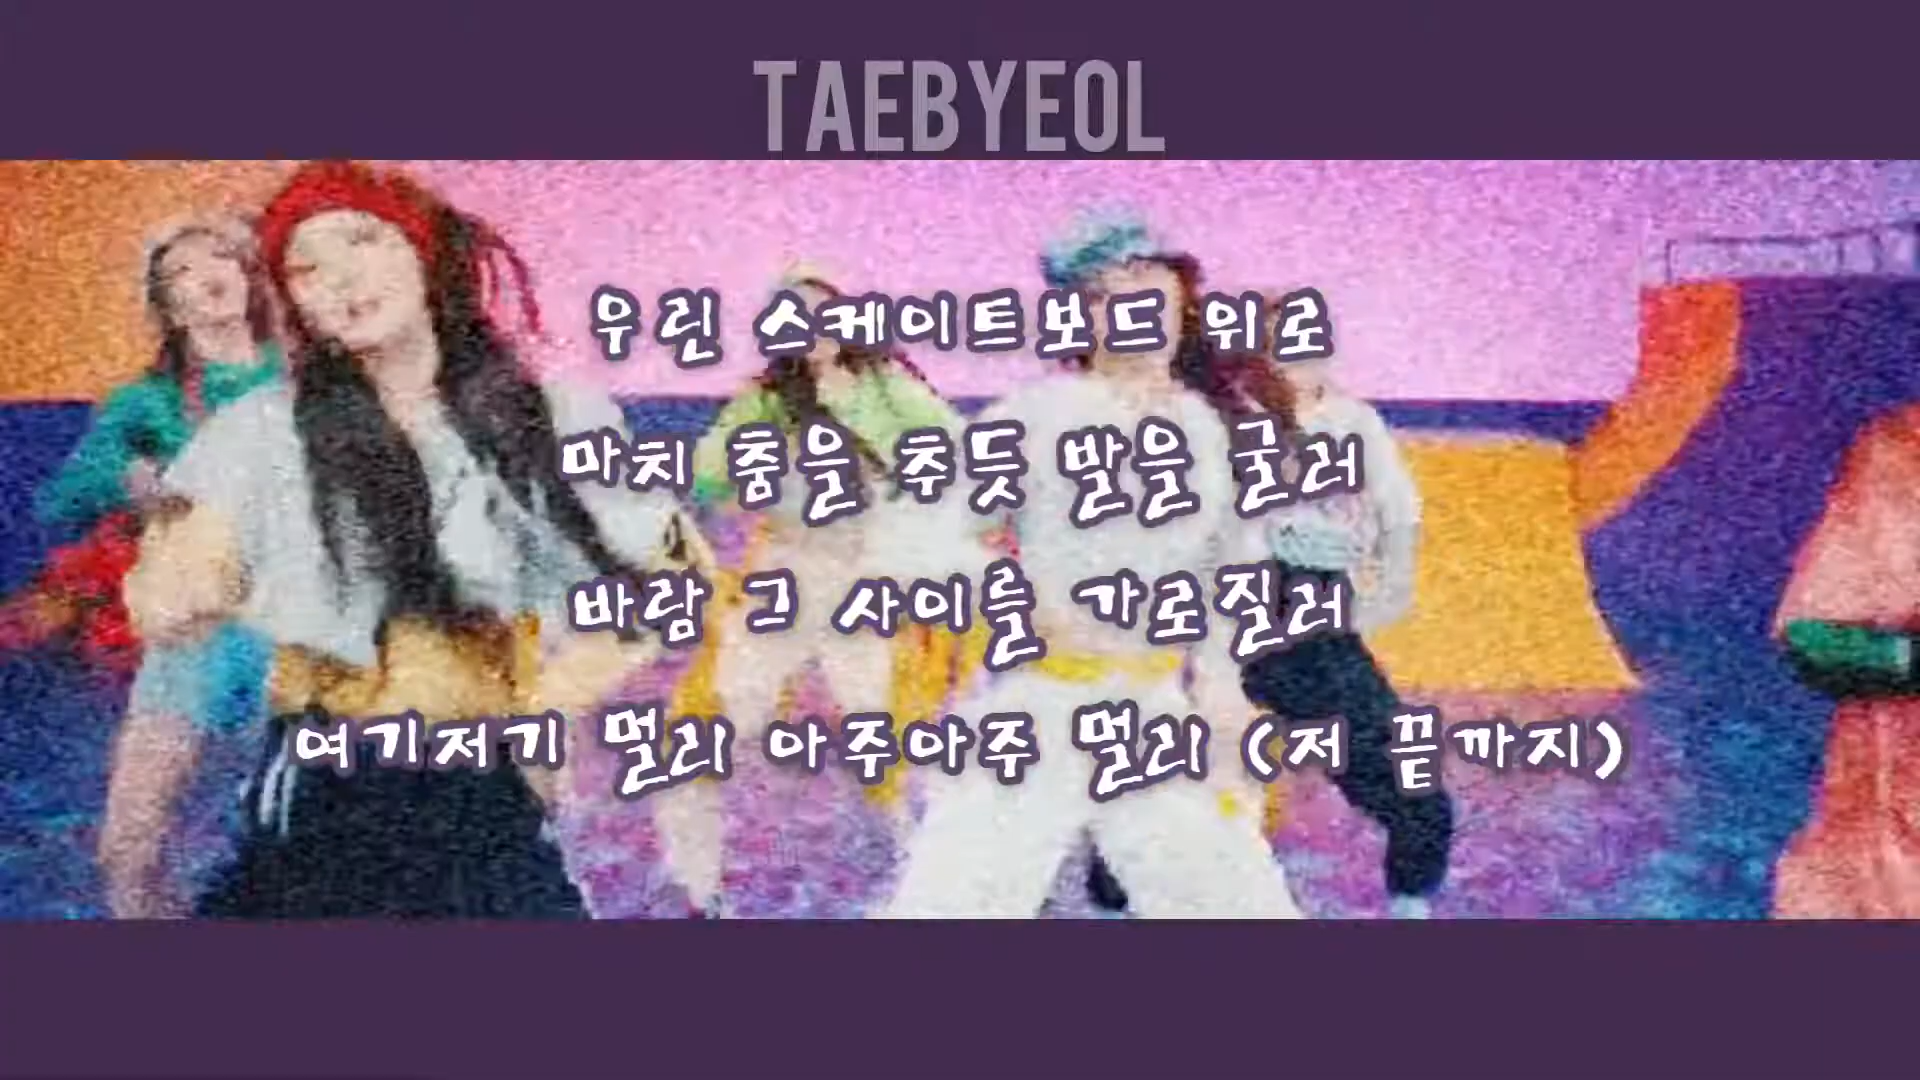 TAEBYEOL
우린 스케이트보드 위로
마치 춤을 추듯 발을 굴러
바람 그 사이를 가로질러
여기저기 멀리 아주아주 멀리 (저 끝까지)